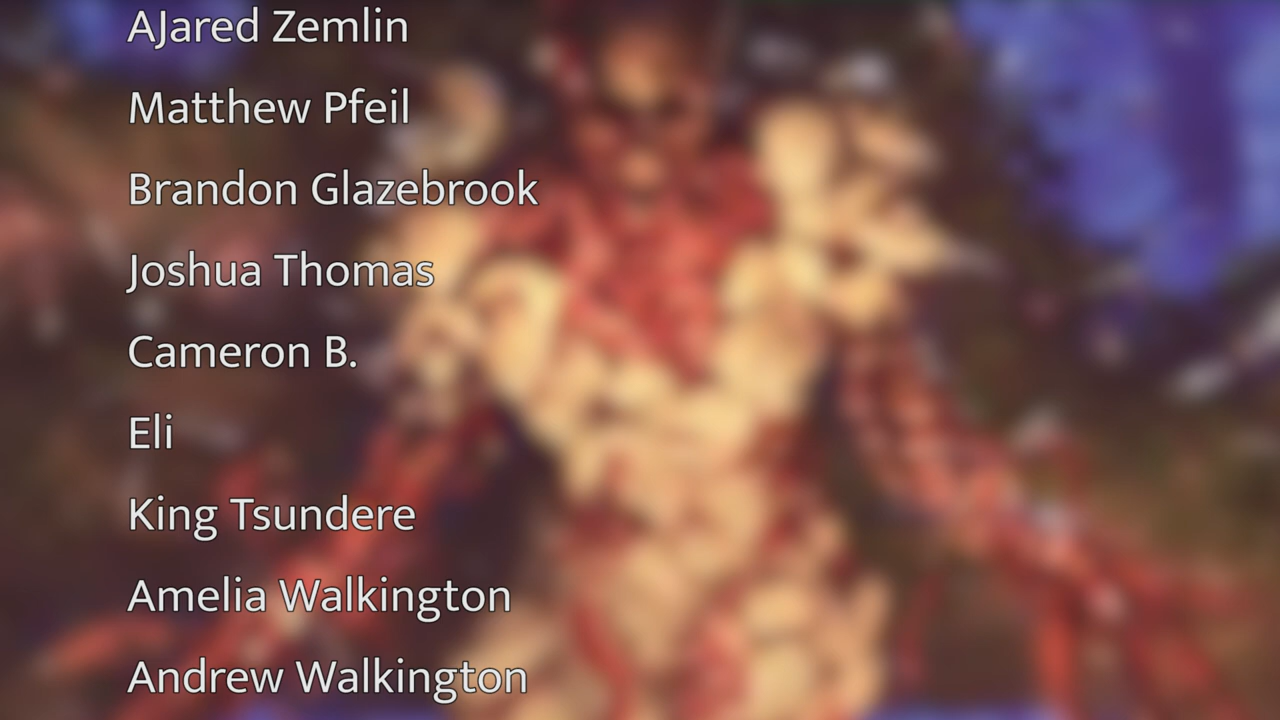 AJared Zemlin
Matthew Pfeil
Brandon Glazebrook
Joshua Thomas
Cameron B.
Eli
King Tsundere
Amelia Walkington
Andrew Walkington